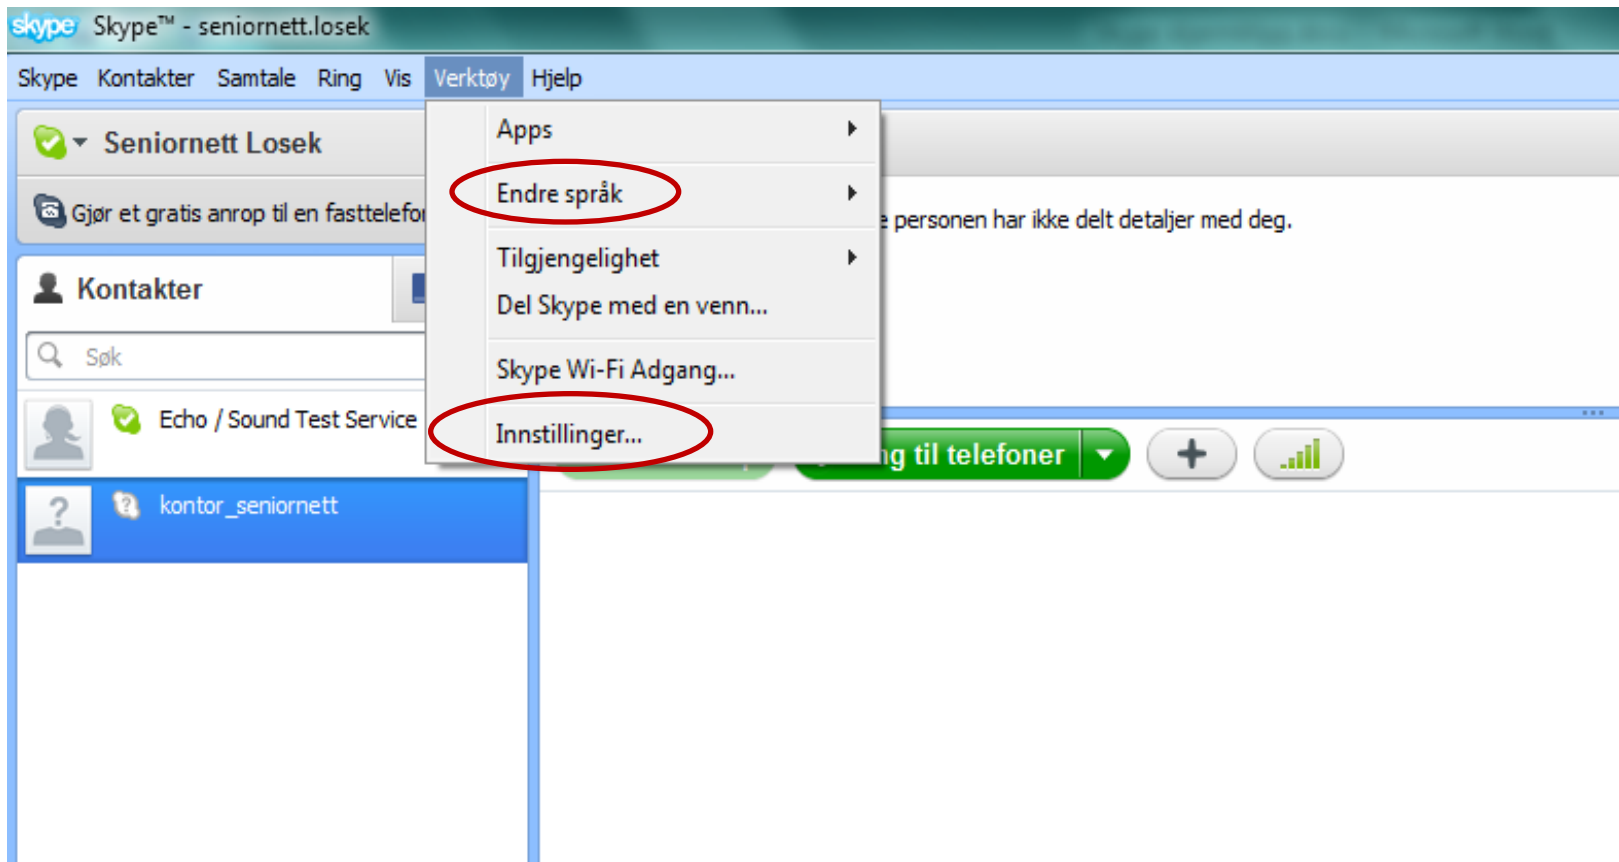 skype Skype™ - seniornett.losek
Skype Kontakter Samtale Ring Vis Verktøy Hjelp
Seniornett Losek
Gjør et gratis anrop til en
Kontakter
Søk
Echo / Sound Test Service
kontor_seniornett
Apps
Endre språk
Tilgjengelighet
Del Skype med en venn...
Skype Wi-Fi Adgang...
Innstillinger...
personen har ikke delt detaljer med deg.
til telefoner